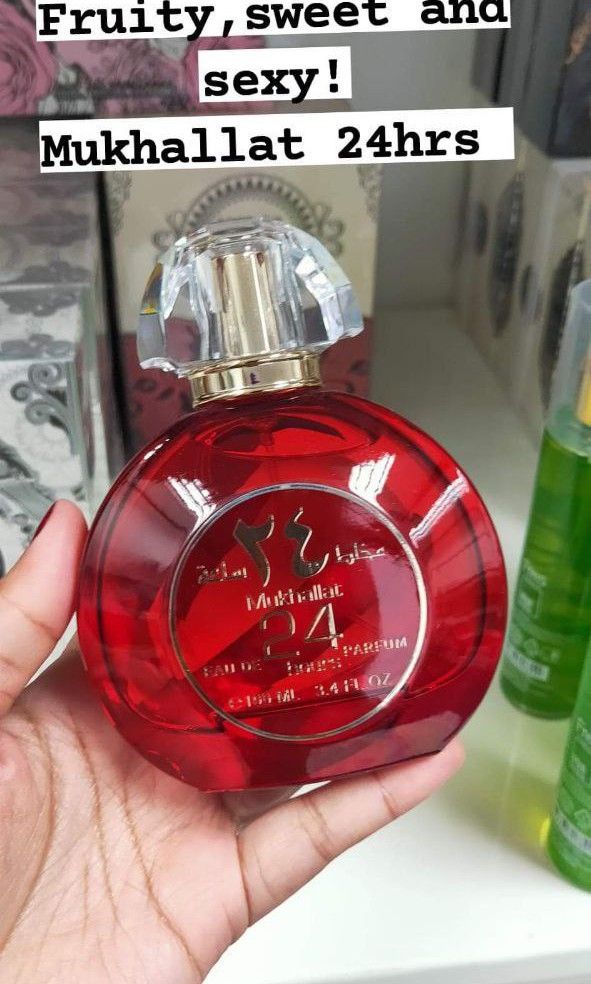 Fruity,sweet and
sexy!
Mukhallat 24hrs
٢٤
مخلط ساعة
Mukhallat
24
EAU DE hours PARFUM
℮100 ML 3.4 FL OZ